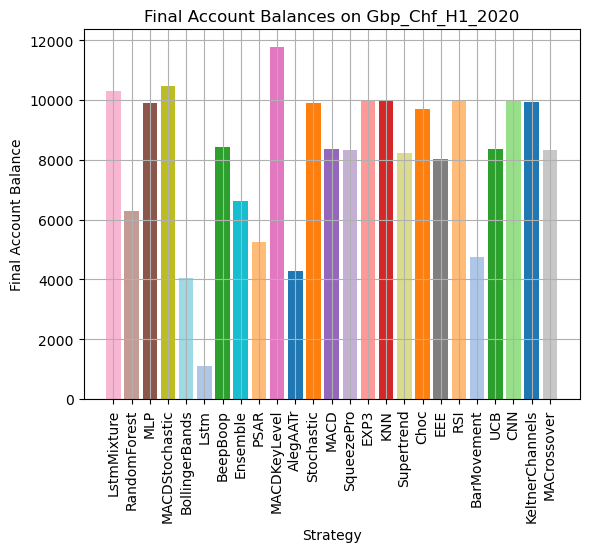 Final Account Balances on Gbp_Chf_H1_2020
12000
10000
8000
6000
4000
2000
0
Final Account Balance
LstmMixture
RandomForest
MLP
MACDStochastic
BollingerBands
Lstm
BeepBoop
Ensemble
PSAR
MACDKeyLevel
AlegAATr
Stochastic
MACD
SqueezePro
EXP3
KNN
Supertrend
Choc
EEE
RSI
BarMovement
UCB
CNN
KeltnerChannels
MACrossover
Strategy